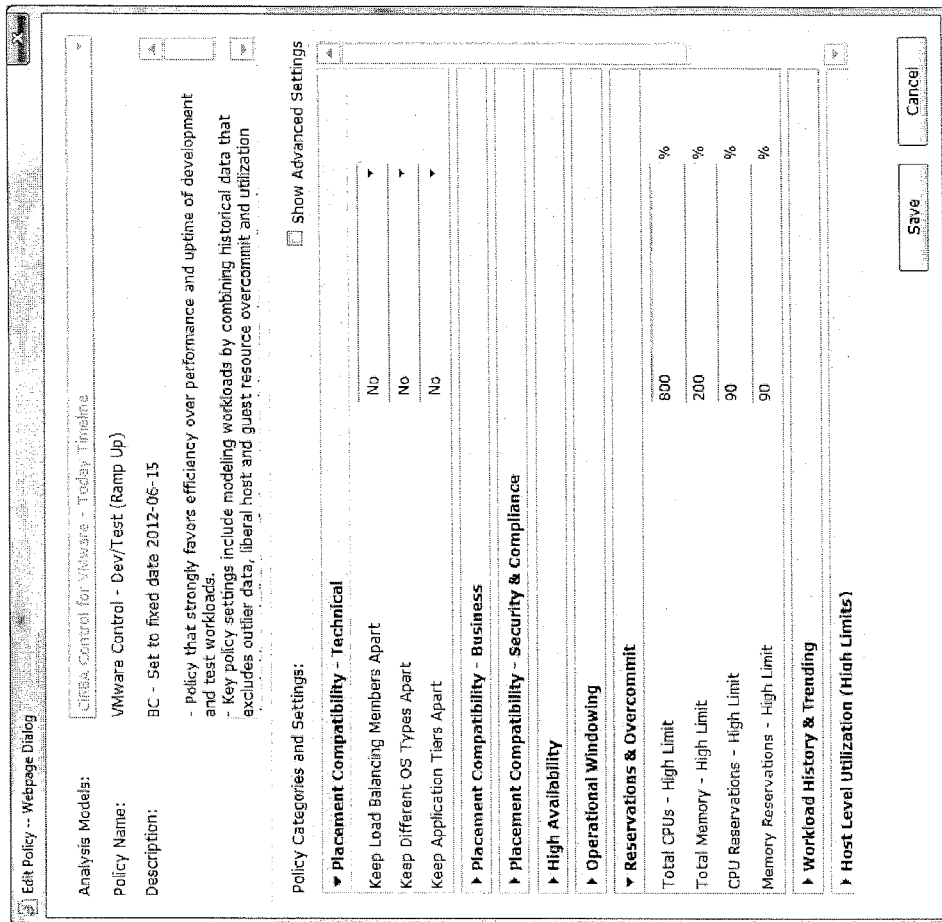 Edit Policy -- Webpage Dialog
Analysis Models: CiRBA Control for VMware - Today Timeline
Policy Name: VMware Control - Dev/Test (Ramp Up)
Description: BC - Set to fixed date 2012-06-15
- Policy that strongly favors efficiency over performance and uptime of development
and test workloads.
- Key policy settings include modeling workloads by combining historical data that
excludes outlier data, liberal host and guest resource overcommit and utilization
Policy Categories and Settings: Show Advanced Settings
Placement Compatibility - Technical
Keep Load Balancing Members Apart No
Keep Different OS Types Apart No
Keep Application Tiers Apart No
Placement Compatibility - Business
Placement Compatibility - Security & Compliance
High Availability
Operational Windowing
Reservations & Overcommit
Total CPUs - High Limit 800 %
Total Memory - High Limit 200 %
CPU Reservations - High Limit 90 %
Memory Reservations - High Limit 90 %
Workload History & Trending
Host Level Utilization (High Limits)
Save Cancel